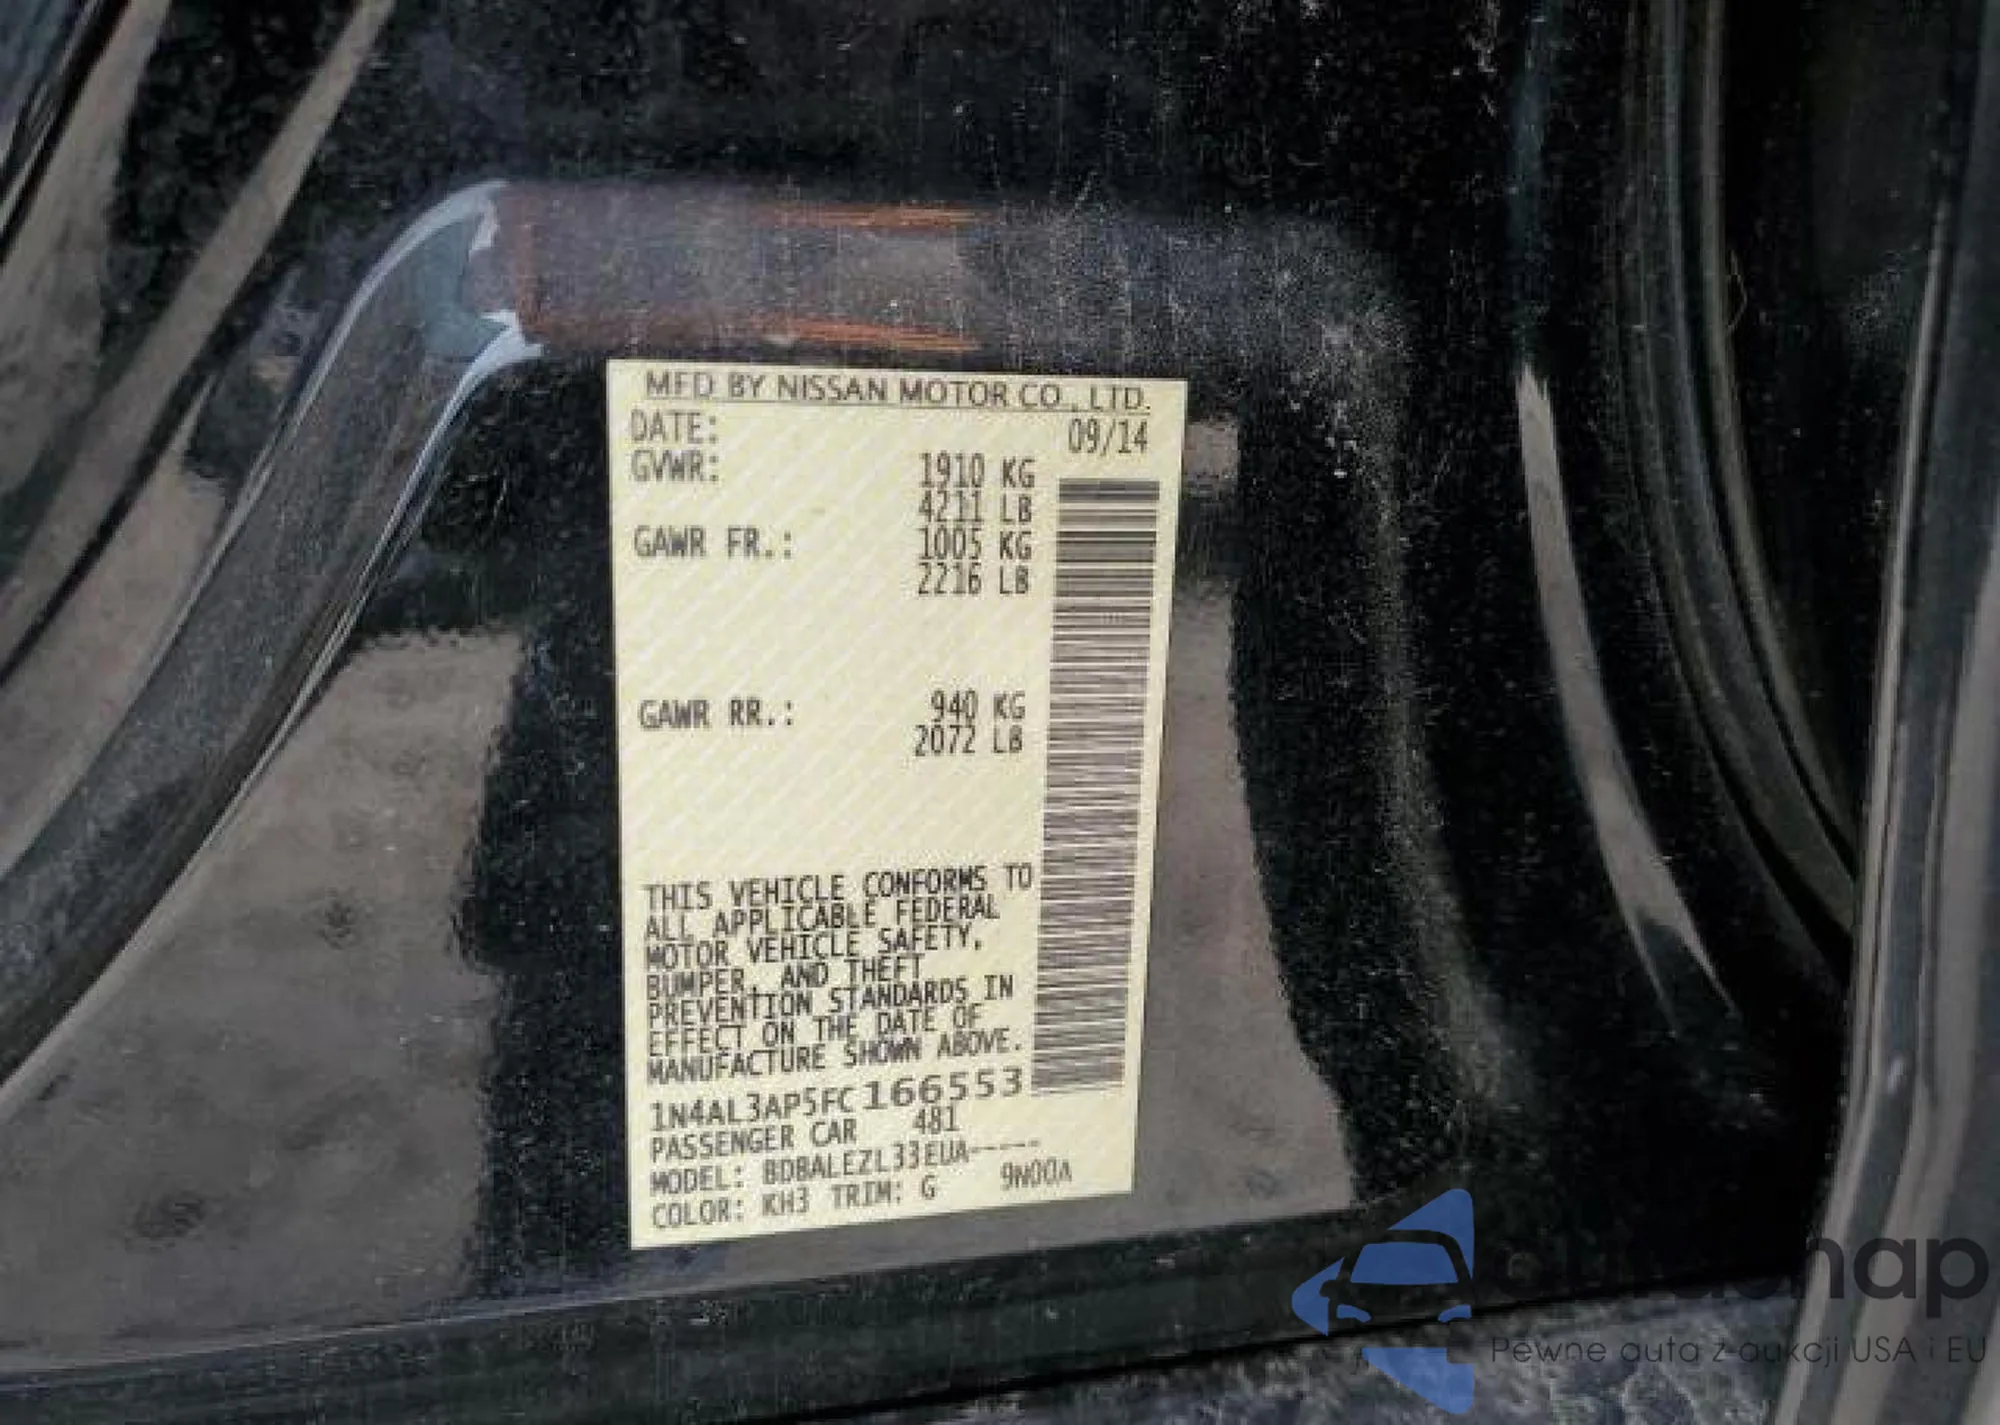 MFD BY NISSAN MOTOR CO., LTD.
DATE: 09/14
GVWR: 1910 KG
4211 LB
GAWR FR.: 1005 KG
2216 LB
GAWR RR.: 940 KG
2072 LB
THIS VEHICLE CONFORMS TO
ALL APPLICABLE FEDERAL
MOTOR VEHICLE SAFETY,
BUMPER, AND THEFT
PREVENTION STANDARDS IN
EFFECT ON THE DATE OF
MANUFACTURE SHOWN ABOVE.
1N4AL3AP5FC166553
PASSENGER CAR 481
MODEL: BDBALEZL33EUA-----
COLOR: KH3 TRIM: G 9N00A
Pewne auta z aukcji USA i EU